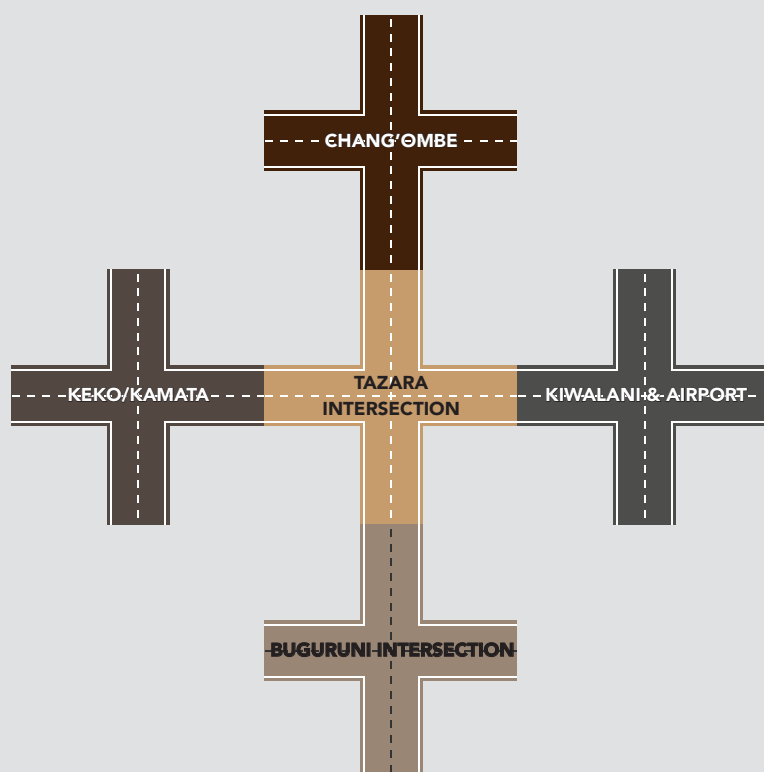 CHANG'OMBE
KEKO/KAMATA
TAZARA
INTERSECTION
KIWALANI & AIRPORT
BUGURUNI INTERSECTION